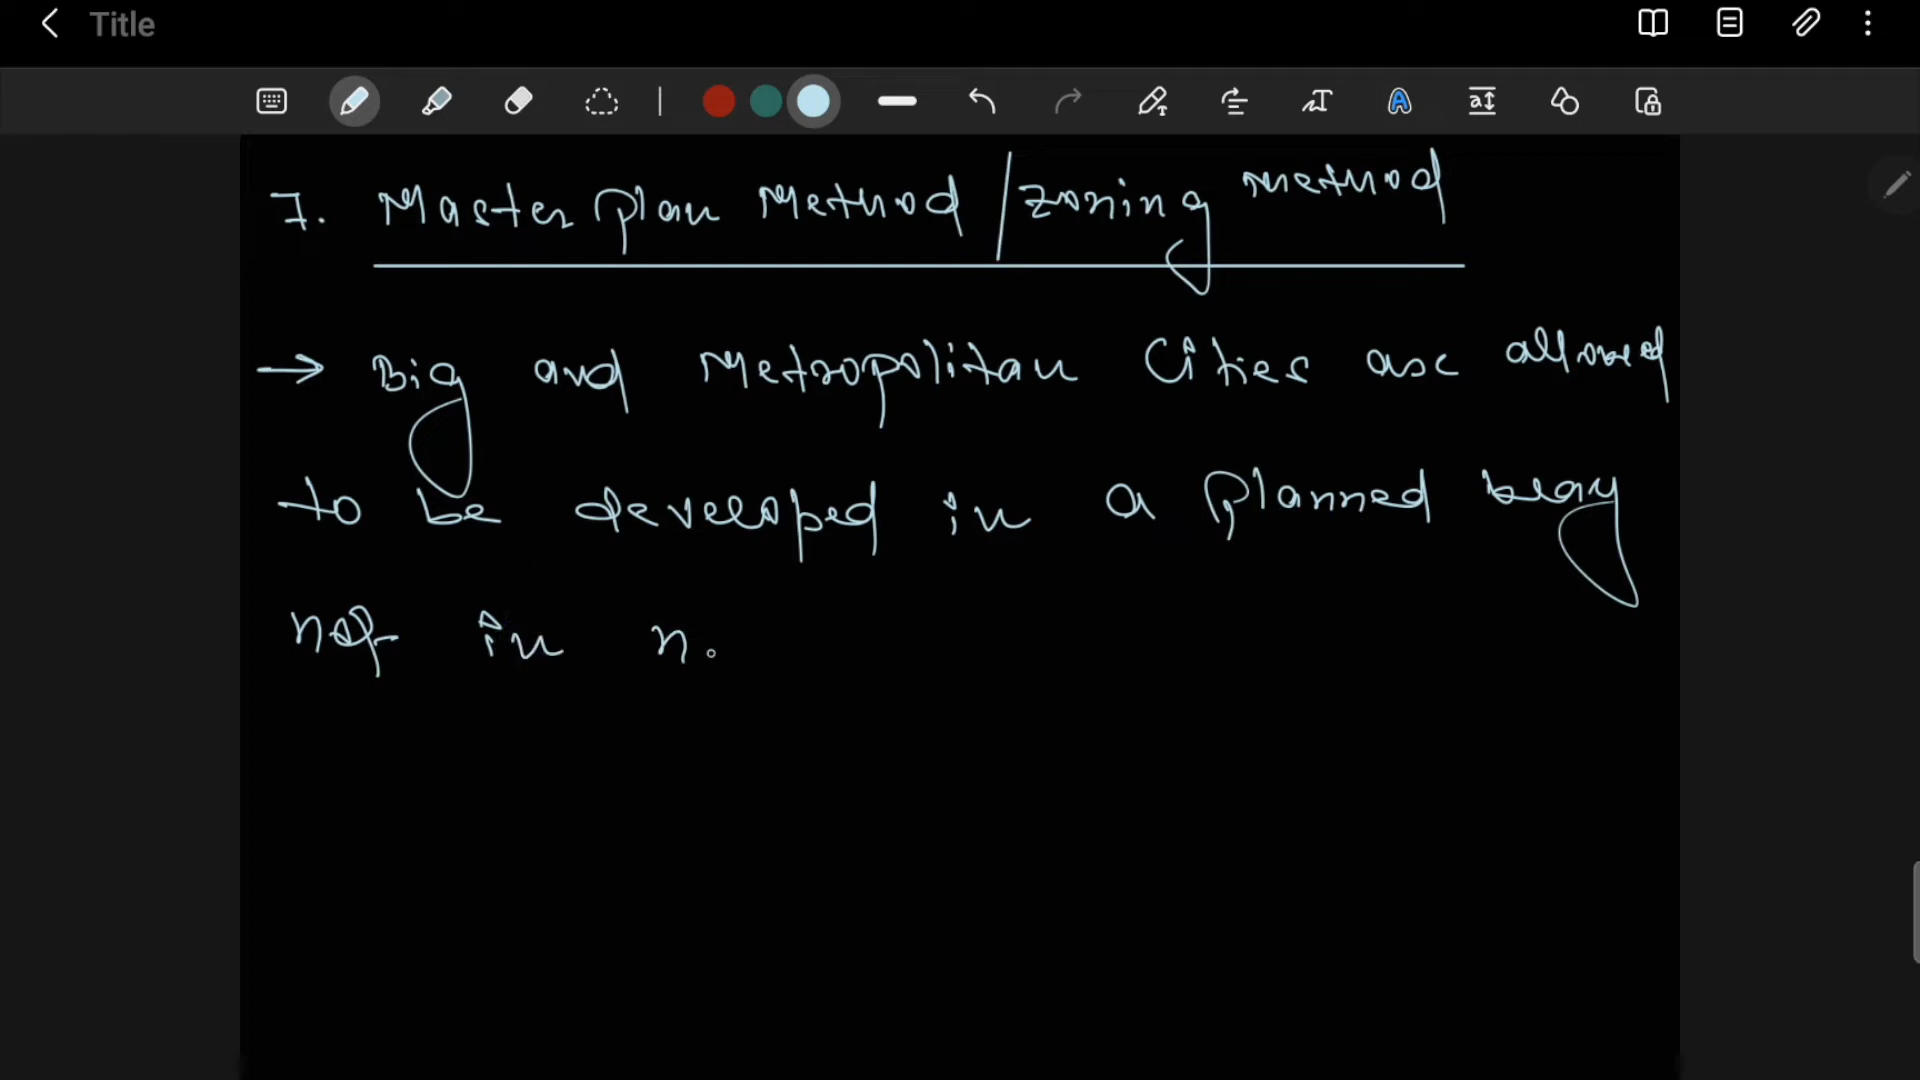 Title
7. Master plan Method / zoning method
→ Big and Metropolitan Cities are allowed
to be developed in a planned way
not in n.